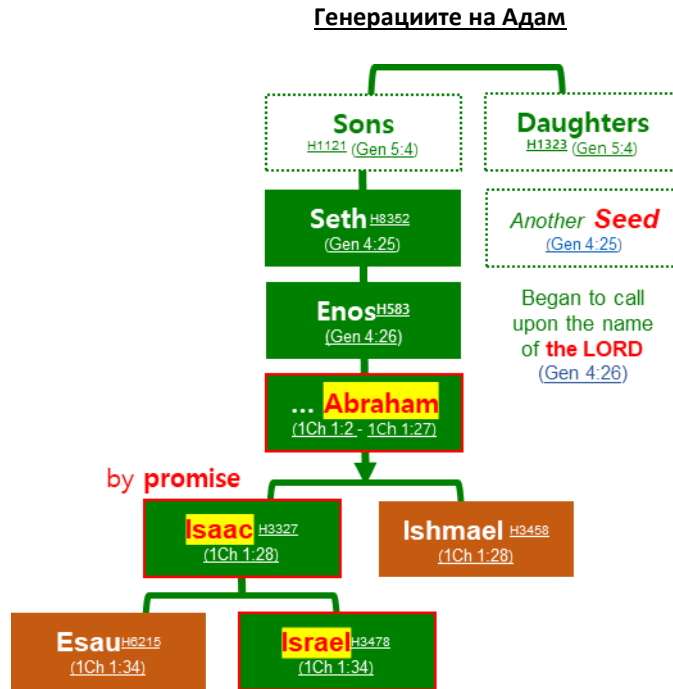 Генерациите на Адам
Sons
H1121 (Gen 5:4)
Daughters
H1323 (Gen 5:4)
Seth H8352
(Gen 4:25)
Another Seed
(Gen 4:25)
Enos H583
(Gen 4:26)
Began to call
upon the name
of the LORD
(Gen 4:26)
... Abraham
(1Ch 1:2 - 1Ch 1:27)
by promise
Isaac H3327
(1Ch 1:28)
Ishmael H3458
(1Ch 1:28)
Esau H6215
(1Ch 1:34)
Israel H3478
(1Ch 1:34)